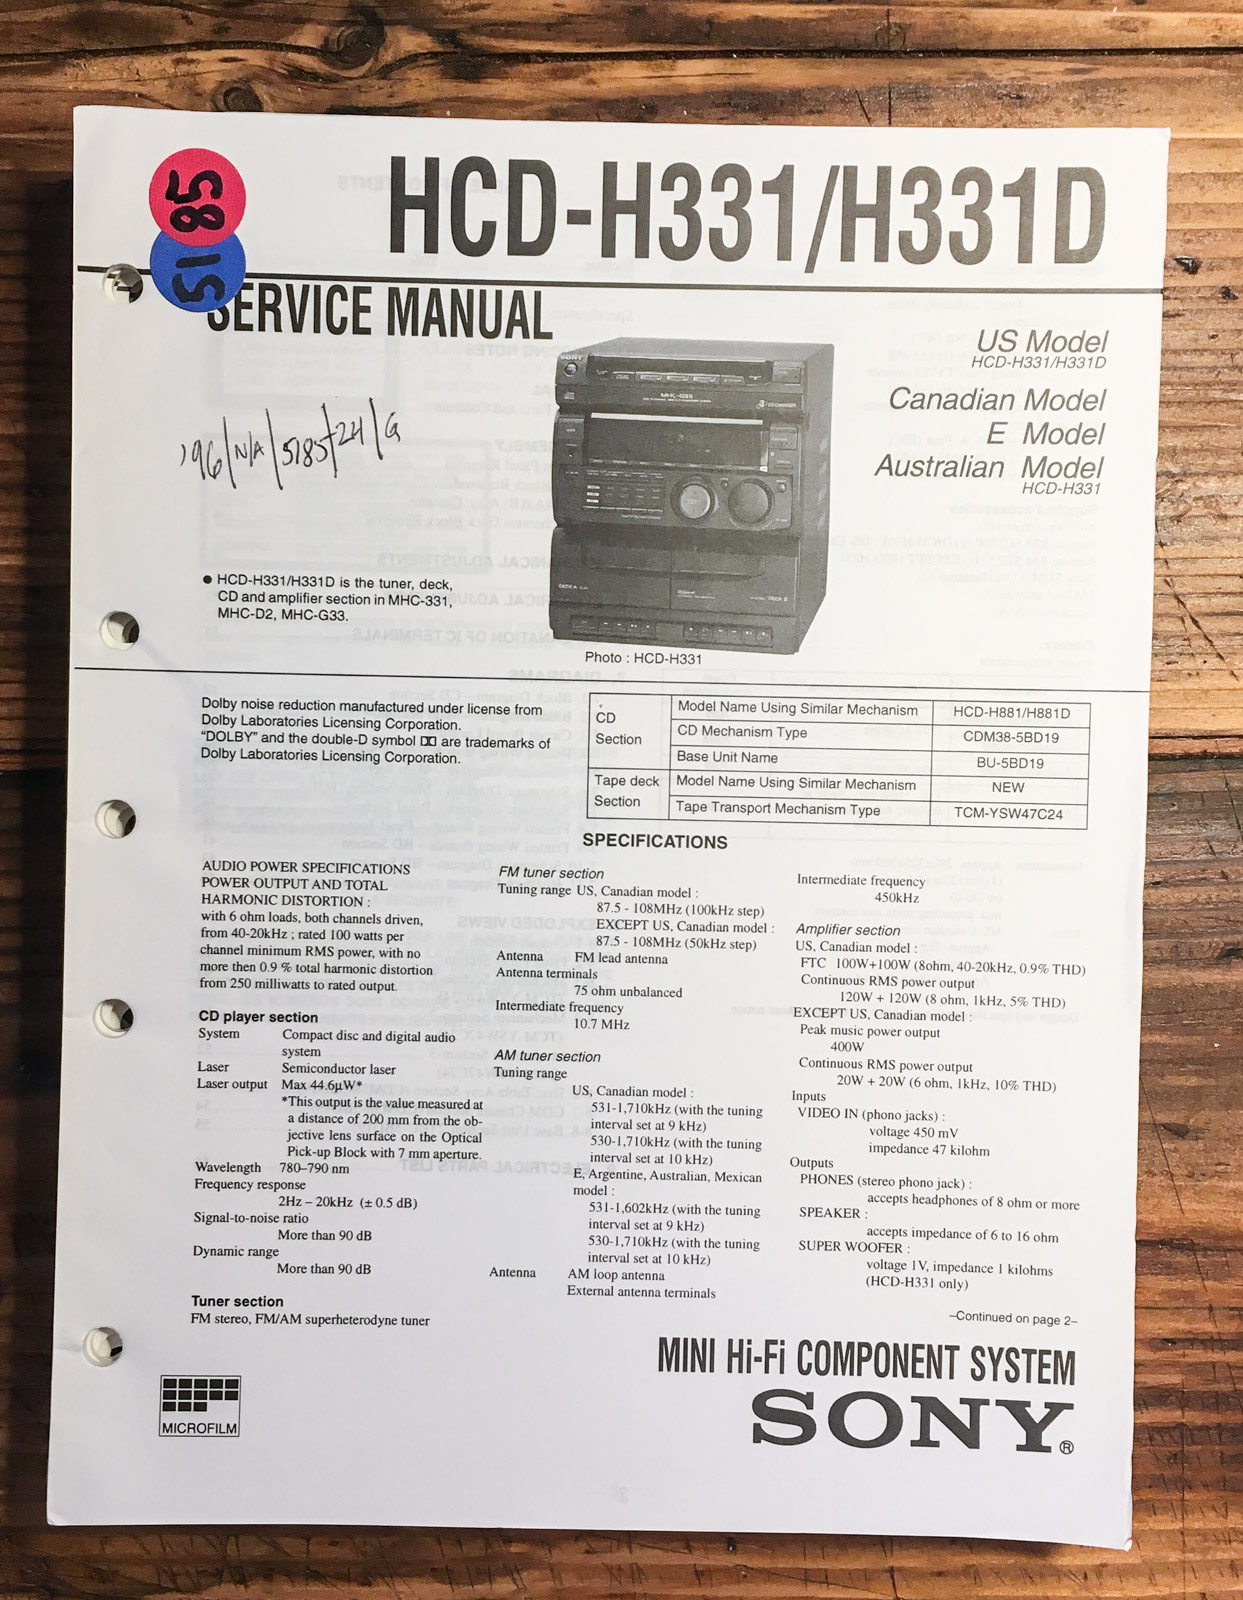 HCD-H331/H331D
51 85
SERVICE MANUAL
US Model
HCD-H331/H331D
Canadian Model
E Model
Australian Model
HCD-H331
'96/N/A/5185/24/G
SONY
MHC-G33
DECK A
● HCD-H331/H331D is the tuner, deck,
CD and amplifier section in MHC-331,
MHC-D2, MHC-G33.
Photo : HCD-H331
Dolby noise reduction manufactured under license from
Dolby Laboratories Licensing Corporation.
"DOLBY" and the double-D symbol are trademarks of
Dolby Laboratories Licensing Corporation.
CD Section
Model Name Using Similar Mechanism HCD-H881/H881D
CD Mechanism Type CDM38-5BD19
Base Unit Name BU-5BD19
Tape deck Section
Model Name Using Similar Mechanism NEW
Tape Transport Mechanism Type TCM-YSW47C24
SPECIFICATIONS
AUDIO POWER SPECIFICATIONS
POWER OUTPUT AND TOTAL
HARMONIC DISTORTION :
with 6 ohm loads, both channels driven,
from 40-20kHz ; rated 100 watts per
channel minimum RMS power, with no
more then 0.9 % total harmonic distortion
from 250 milliwatts to rated output.
CD player section
System Compact disc and digital audio
system
Laser Semiconductor laser
Laser output Max 44.6µW*
*This output is the value measured at
a distance of 200 mm from the ob-
jective lens surface on the Optical
Pick-up Block with 7 mm aperture.
Wavelength 780–790 nm
Frequency response
2Hz – 20kHz (± 0.5 dB)
Signal-to-noise ratio
More than 90 dB
Dynamic range
More than 90 dB
Tuner section
FM stereo, FM/AM superheterodyne tuner
FM tuner section
Tuning range US, Canadian model :
87.5 - 108MHz (100kHz step)
EXCEPT US, Canadian model :
87.5 - 108MHz (50kHz step)
Antenna FM lead antenna
Antenna terminals
75 ohm unbalanced
Intermediate frequency
10.7 MHz
AM tuner section
Tuning range
US, Canadian model :
531-1,710kHz (with the tuning
interval set at 9 kHz)
530-1,710kHz (with the tuning
interval set at 10 kHz)
E, Argentine, Australian, Mexican
model :
531-1,602kHz (with the tuning
interval set at 9 kHz)
530-1,710kHz (with the tuning
interval set at 10 kHz)
Antenna AM loop antenna
External antenna terminals
Intermediate frequency
450kHz
Amplifier section
US, Canadian model :
FTC 100W+100W (8ohm, 40-20kHz, 0.9% THD)
Continuous RMS power output
120W + 120W (8 ohm, 1kHz, 5% THD)
EXCEPT US, Canadian model :
Peak music power output
400W
Continuous RMS power output
20W + 20W (6 ohm, 1kHz, 10% THD)
Inputs
VIDEO IN (phono jacks) :
voltage 450 mV
impedance 47 kilohm
Outputs
PHONES (stereo phono jack) :
accepts headphones of 8 ohm or more
SPEAKER :
accepts impedance of 6 to 16 ohm
SUPER WOOFER :
voltage 1V, impedance 1 kilohms
(HCD-H331 only)
–Continued on page 2–
MINI Hi-Fi COMPONENT SYSTEM
SONY®
MICROFILM